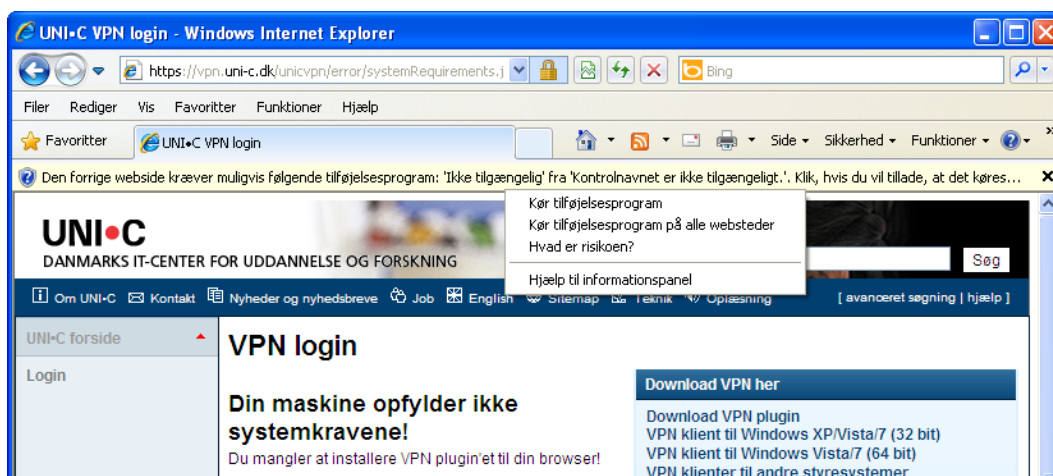 UNI•C VPN login - Windows Internet Explorer
https://vpn.uni-c.dk/unicvpn/error/systemRequirements.j
Bing
Filer Rediger Vis Favoritter Funktioner Hjælp
Favoritter UNI•C VPN login Side Sikkerhed Funktioner
Den forrige webside kræver muligvis følgende tilføjelsesprogram: 'Ikke tilgængelig' fra 'Kontrolnavnet er ikke tilgængeligt.'. Klik, hvis du vil tillade, at det køres...
Kør tilføjelsesprogram
Kør tilføjelsesprogram på alle websteder
Hvad er risikoen?
Hjælp til informationspanel
UNI•C
DANMARKS IT-CENTER FOR UDDANNELSE OG FORSKNING
Søg
Om UNI•C Kontakt Nyheder og nyhedsbreve Job English Sitemap Teknik Oplæsning [ avanceret søgning | hjælp ]
UNI•C forside
Login
VPN login
Din maskine opfylder ikke
systemkravene!
Du mangler at installere VPN plugin'et til din browser!
Download VPN her
Download VPN plugin
VPN klient til Windows XP/Vista/7 (32 bit)
VPN klient til Windows Vista/7 (64 bit)
VPN klienter til andre styresystemer